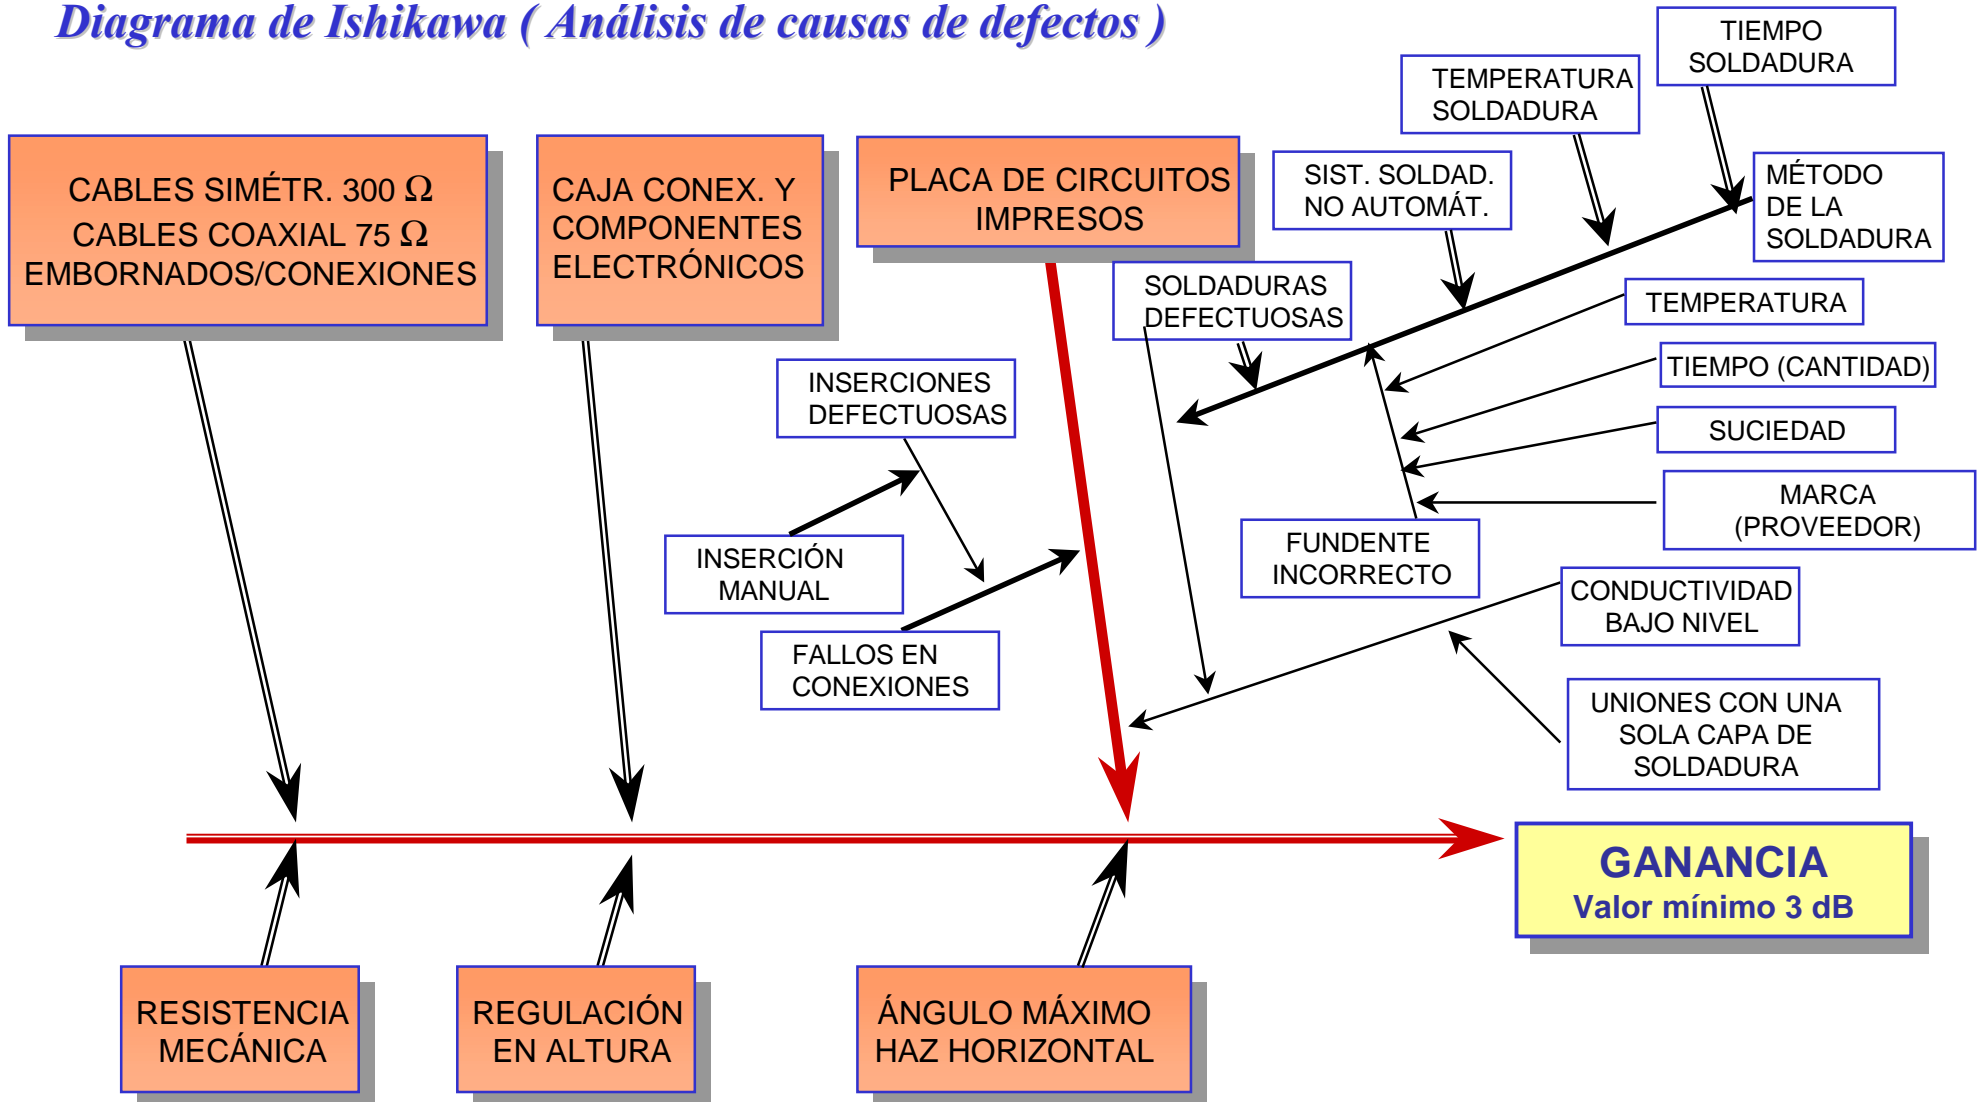 Diagrama de Ishikawa ( Análisis de causas de defectos )
TIEMPO
SOLDADURA
TEMPERATURA
SOLDADURA
SIST. SOLDAD.
NO AUTOMÁT.
MÉTODO
DE LA
SOLDADURA
CABLES SIMÉTR. 300 Ω
CABLES COAXIAL 75 Ω
EMBORNADOS/CONEXIONES
CAJA CONEX. Y
COMPONENTES
ELECTRÓNICOS
PLACA DE CIRCUITOS
IMPRESOS
SOLDADURAS
DEFECTUOSAS
TEMPERATURA
TIEMPO (CANTIDAD)
SUCIEDAD
MARCA
(PROVEEDOR)
INSERCIONES
DEFECTUOSAS
INSERCIÓN
MANUAL
FALLOS EN
CONEXIONES
FUNDENTE
INCORRECTO
CONDUCTIVIDAD
BAJO NIVEL
UNIONES CON UNA
SOLA CAPA DE
SOLDADURA
GANANCIA
Valor mínimo 3 dB
RESISTENCIA
MECÁNICA
REGULACIÓN
EN ALTURA
ÁNGULO MÁXIMO
HAZ HORIZONTAL